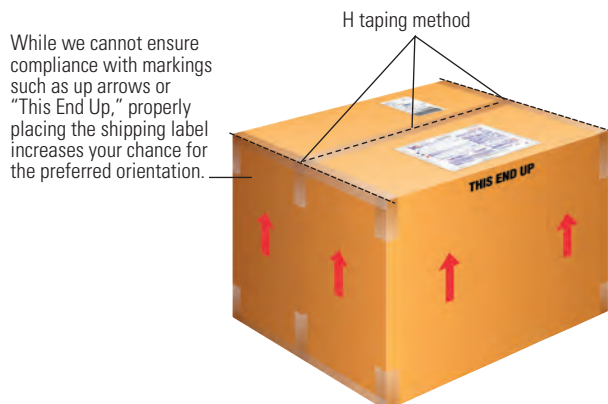 H taping method
While we cannot ensure
compliance with markings
such as up arrows or
“This End Up,” properly
placing the shipping label
increases your chance for
the preferred orientation.
THIS END UP